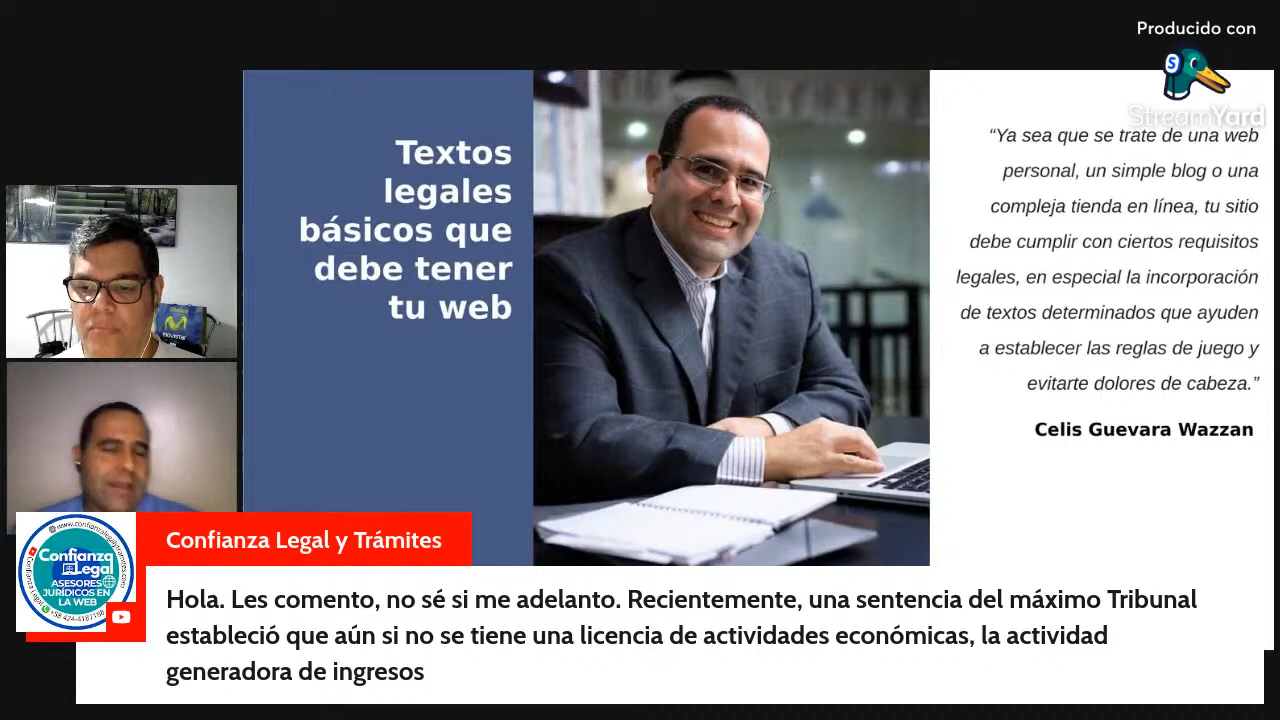 Producido con
StreamYard
Textos
legales
básicos que
debe tener
tu web
“Ya sea que se trate de una web
personal, un simple blog o una
compleja tienda en línea, tu sitio
debe cumplir con ciertos requisitos
legales, en especial la incorporación
de textos determinados que ayuden
a establecer las reglas de juego y
evitarte dolores de cabeza.”
Celis Guevara Wazzan
movistar
Confianza
Legal
ASESORES
JURÍDICOS EN
LA WEB
Confianza Legal y Trámites
Hola. Les comento, no sé si me adelanto. Recientemente, una sentencia del máximo Tribunal
estableció que aún si no se tiene una licencia de actividades económicas, la actividad
generadora de ingresos